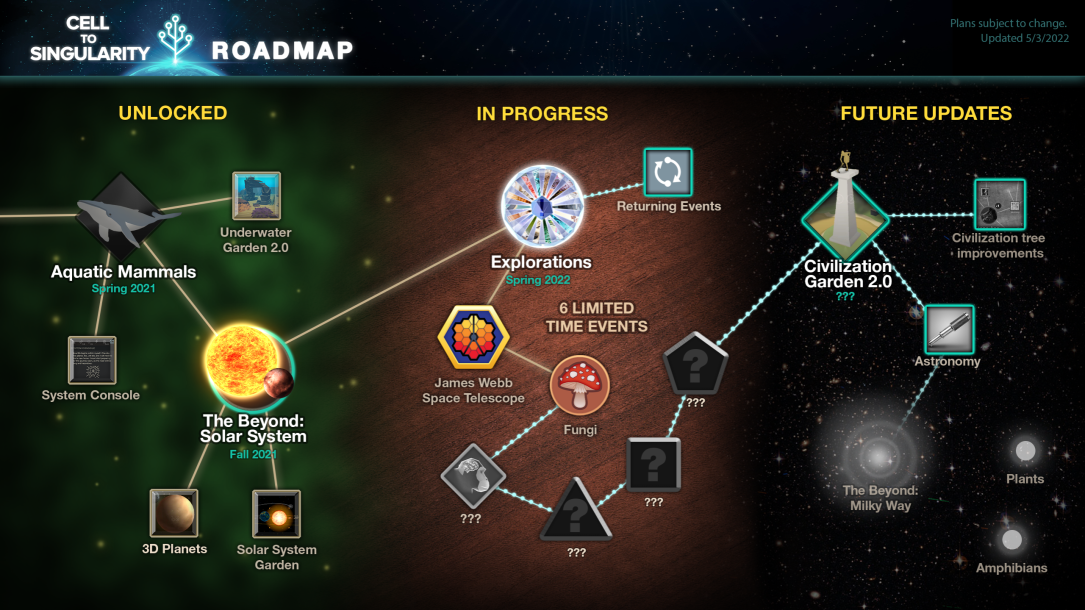 CELL
TO
SINGULARITY
ROADMAP
Plans subject to change.
Updated 5/3/2022
UNLOCKED
Underwater
Garden 2.0
Aquatic Mammals
Spring 2021
System Console
The Beyond:
Solar System
Fall 2021
3D Planets
Solar System
Garden
IN PROGRESS
Returning Events
Explorations
Spring 2022
6 LIMITED
TIME EVENTS
James Webb
Space Telescope
Fungi
?
???
?
???
???
?
???
FUTURE UPDATES
Civilization tree
improvements
Civilization
Garden 2.0
???
Astronomy
The Beyond:
Milky Way
Plants
Amphibians